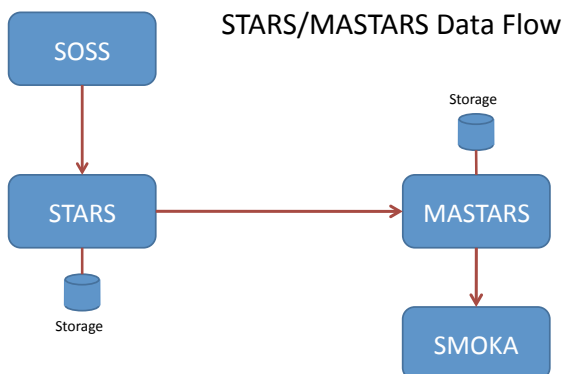 STARS/MASTARS Data Flow
SOSS
Storage
STARS
MASTARS
Storage
SMOKA